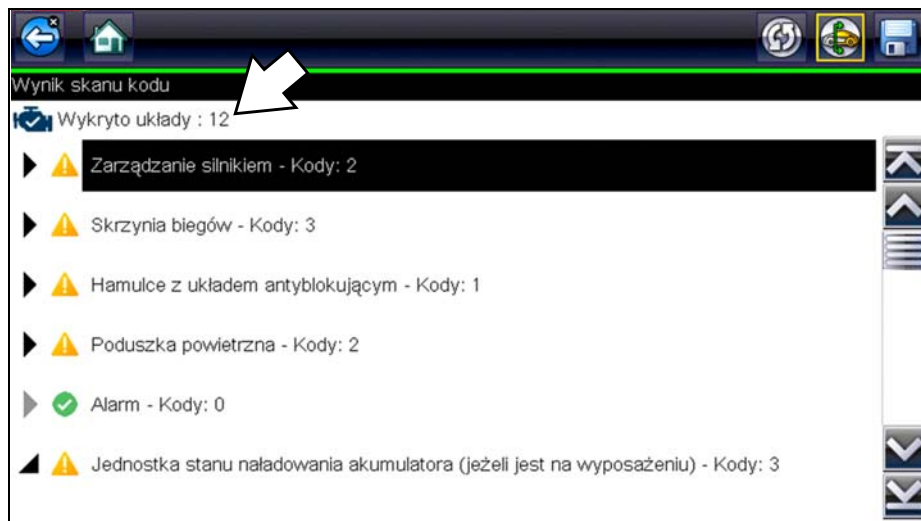 Wynik skanu kodu
Wykryto układy : 12
Zarządzanie silnikiem - Kody: 2
Skrzynia biegów - Kody: 3
Hamulce z układem antyblokującym - Kody: 1
Poduszka powietrzna - Kody: 2
Alarm - Kody: 0
Jednostka stanu naładowania akumulatora (jeżeli jest na wyposażeniu) - Kody: 3